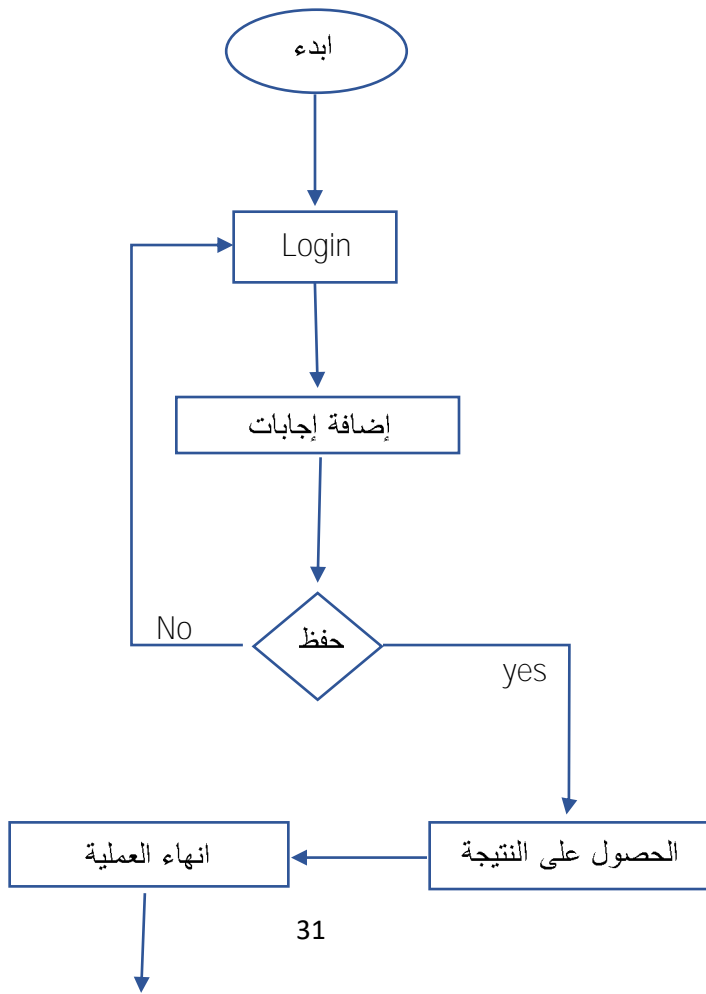 ابدء
Login
إضافة إجابات
حفظ
No
yes
الحصول على النتيجة
انهاء العملية
31